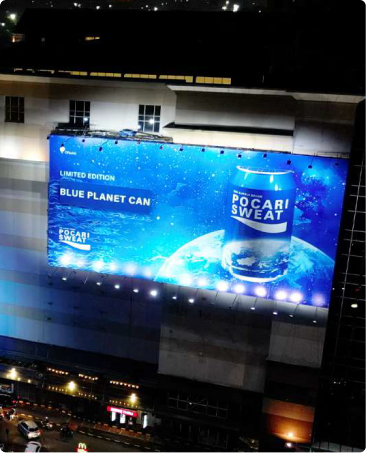 LIMITED EDITION
BLUE PLANET CAN
POCARI
SWEAT
POCARI
SWEAT